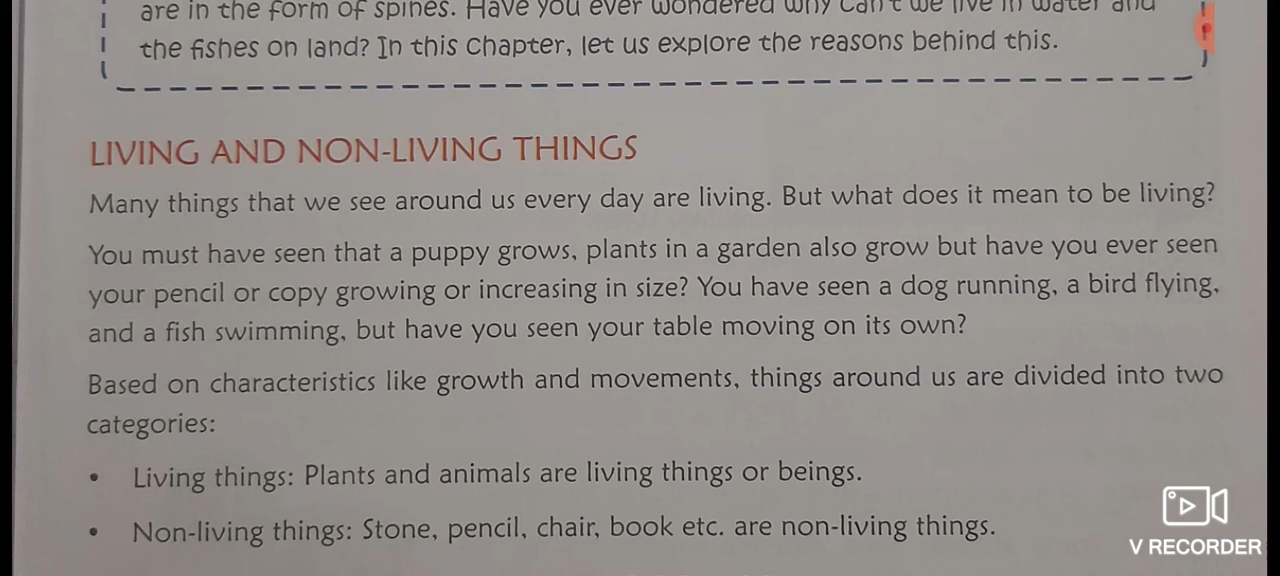 are in the form of spines. Have you ever wondered why can't we live in water and
the fishes on land? In this Chapter, let us explore the reasons behind this.
LIVING AND NON-LIVING THINGS
Many things that we see around us every day are living. But what does it mean to be living?
You must have seen that a puppy grows, plants in a garden also grow but have you ever seen
your pencil or copy growing or increasing in size? You have seen a dog running, a bird flying,
and a fish swimming, but have you seen your table moving on its own?
Based on characteristics like growth and movements, things around us are divided into two
categories:
• Living things: Plants and animals are living things or beings.
• Non-living things: Stone, pencil, chair, book etc. are non-living things.
V RECORDER